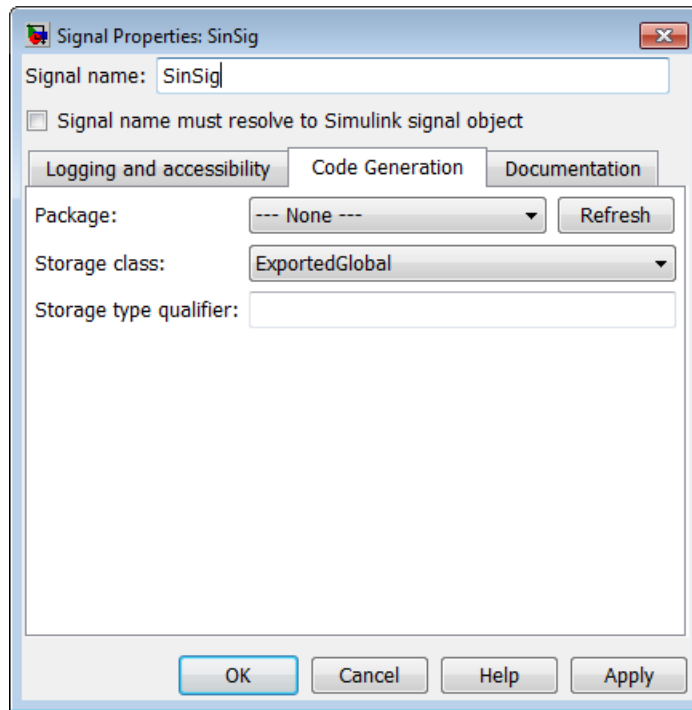 Signal Properties: SinSig
Signal name: SinSig
Signal name must resolve to Simulink signal object
Logging and accessibility Code Generation Documentation
Package: --- None --- Refresh
Storage class: ExportedGlobal
Storage type qualifier:
OK Cancel Help Apply